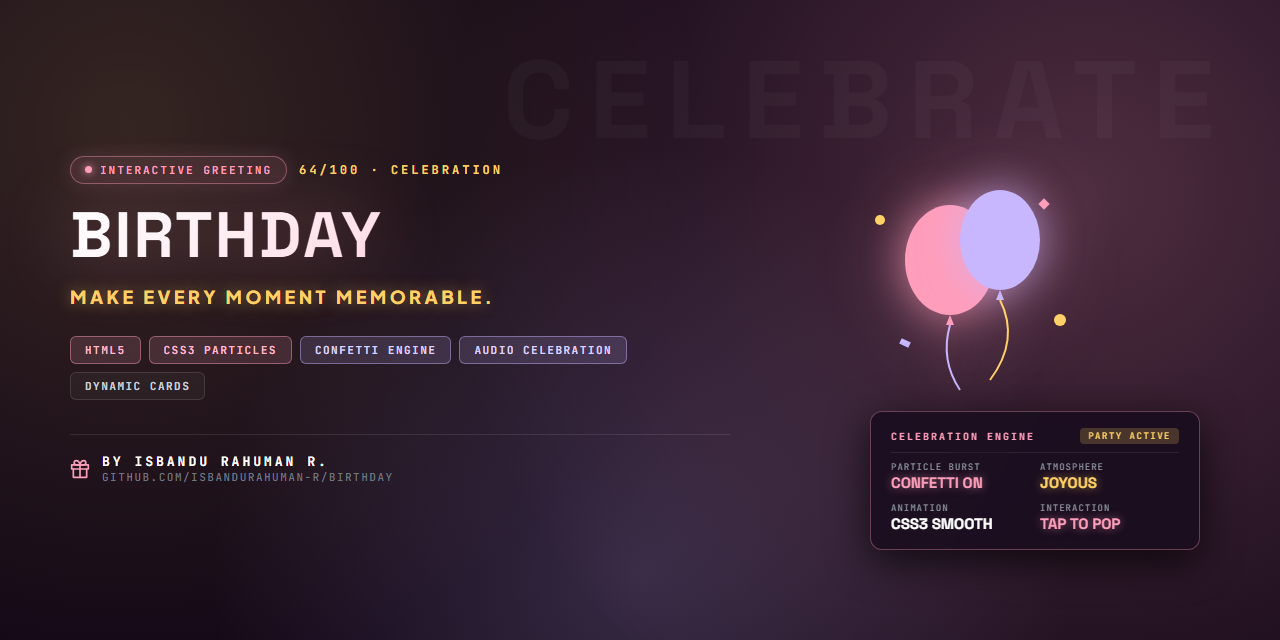 CELEBRATE
INTERACTIVE GREETING
64/100 · CELEBRATION
BIRTHDAY
MAKE EVERY MOMENT MEMORABLE.
HTML5
CSS3 PARTICLES
CONFETTI ENGINE
AUDIO CELEBRATION
DYNAMIC CARDS
BY ISBANDU RAHUMAN R.
GITHUB.COM/ISBANDURAHUMAN-R/BIRTHDAY
CELEBRATION ENGINE
PARTY ACTIVE
PARTICLE BURST
CONFETTI ON
ATMOSPHERE
JOYOUS
ANIMATION
CSS3 SMOOTH
INTERACTION
TAP TO POP